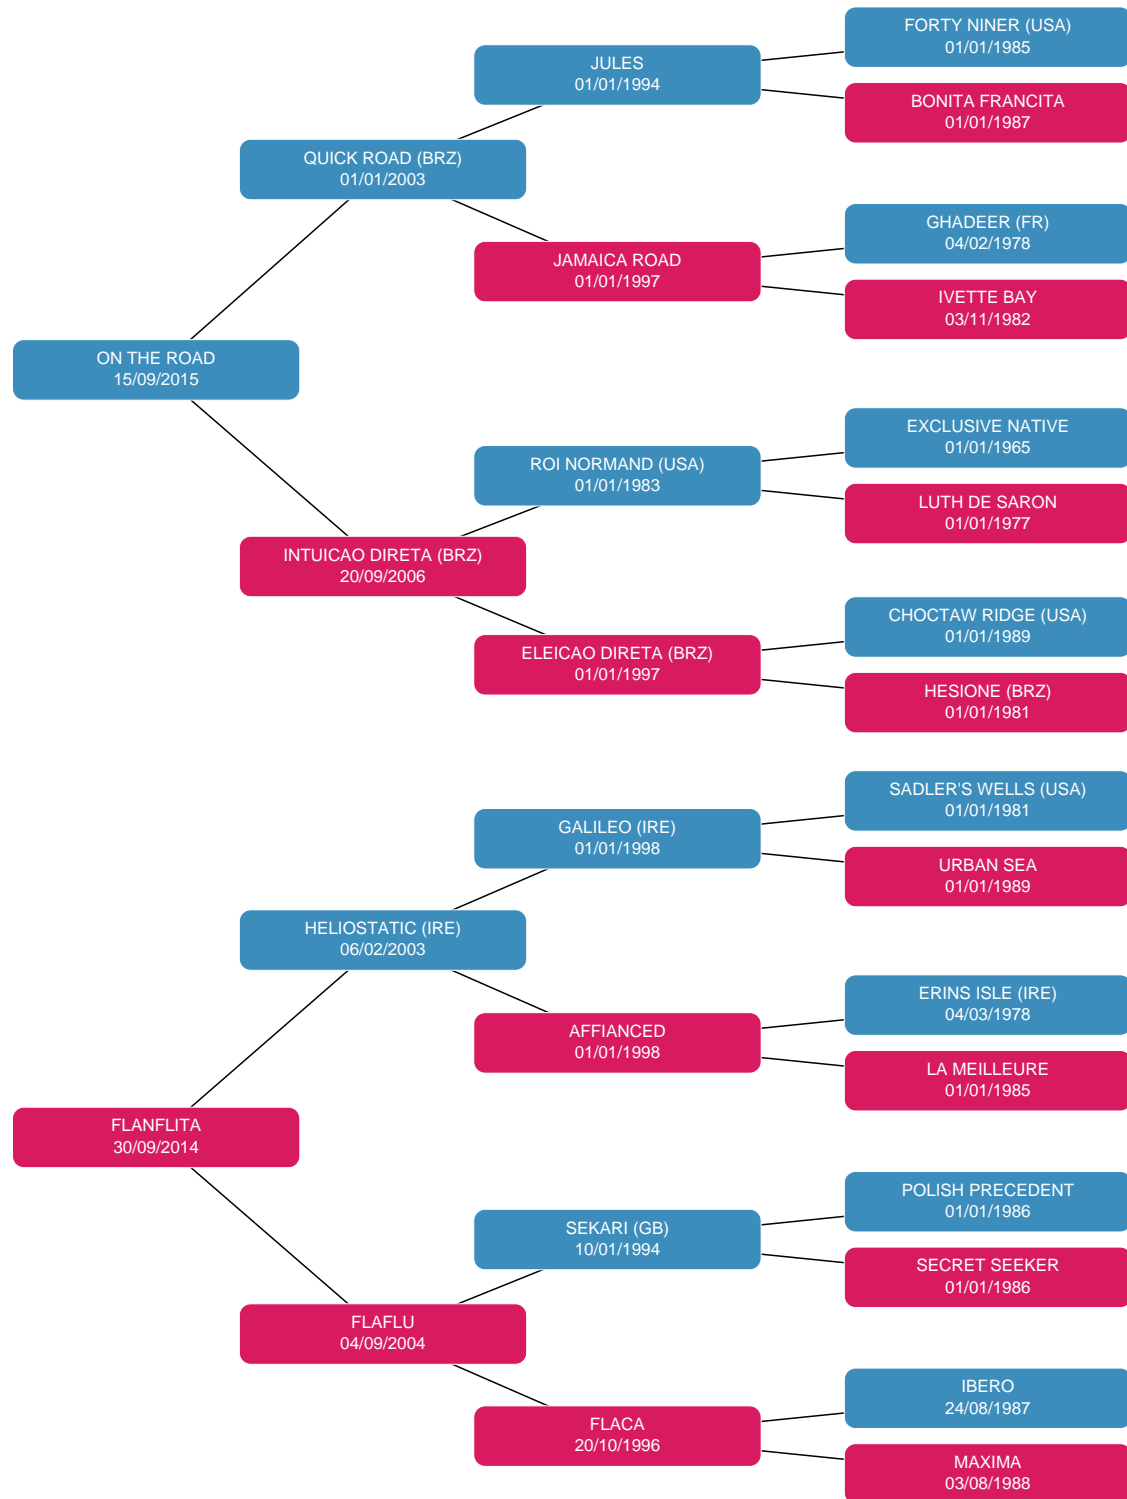 FORTY NINER (USA)
01/01/1985
JULES
01/01/1994
BONITA FRANCITA
01/01/1987
QUICK ROAD (BRZ)
01/01/2003
GHADEER (FR)
04/02/1978
JAMAICA ROAD
01/01/1997
IVETTE BAY
03/11/1982
ON THE ROAD
15/09/2015
EXCLUSIVE NATIVE
01/01/1965
ROI NORMAND (USA)
01/01/1983
LUTH DE SARON
01/01/1977
INTUICAO DIRETA (BRZ)
20/09/2006
CHOCTAW RIDGE (USA)
01/01/1989
ELEICAO DIRETA (BRZ)
01/01/1997
HESIONE (BRZ)
01/01/1981
SADLER'S WELLS (USA)
01/01/1981
GALILEO (IRE)
01/01/1998
URBAN SEA
01/01/1989
HELIOSTATIC (IRE)
06/02/2003
ERINS ISLE (IRE)
04/03/1978
AFFIANCED
01/01/1998
LA MEILLEURE
01/01/1985
FLANFLITA
30/09/2014
POLISH PRECEDENT
01/01/1986
SEKARI (GB)
10/01/1994
SECRET SEEKER
01/01/1986
FLAFLU
04/09/2004
IBERO
24/08/1987
FLACA
20/10/1996
MAXIMA
03/08/1988